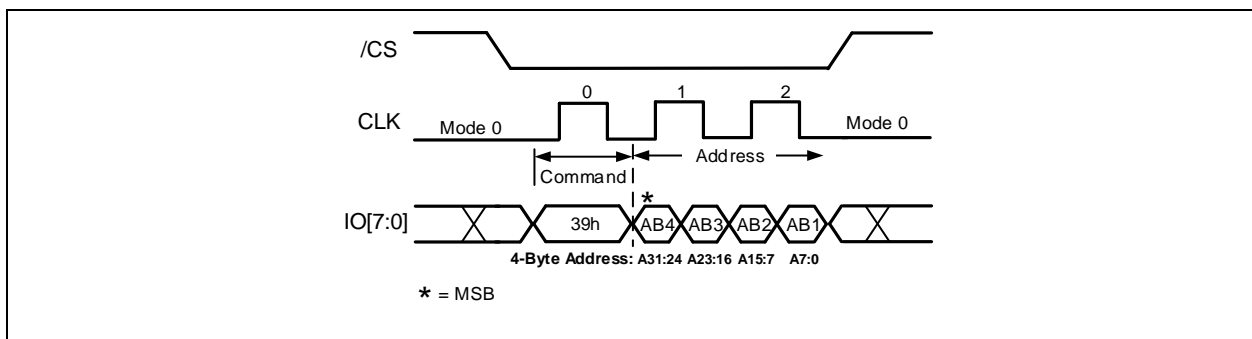 /CS
0 1 2
CLK Mode 0 Mode 0
Command Address
*
IO[7:0] 39h AB4 AB3 AB2 AB1
4-Byte Address: A31:24 A23:16 A15:7 A7:0
* = MSB